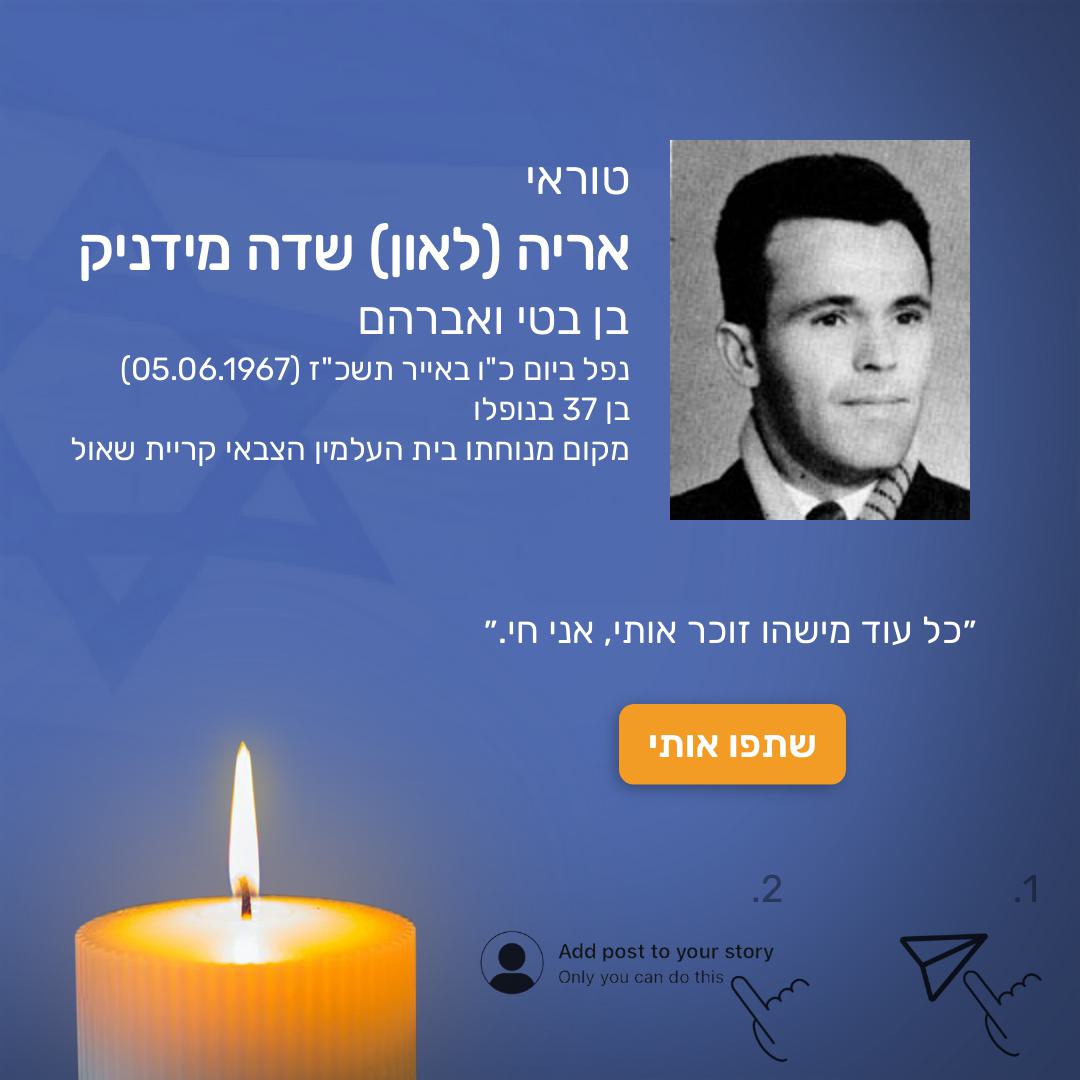 טוראי
אריה (לאון) שדה מידניק
בן בטי ואברהם
נפל ביום כ"ו באייר תשכ"ז (05.06.1967)
בן 37 בנופלו
מקום מנוחתו בית העלמין הצבאי קריית שאול
״כל עוד מישהו זוכר אותי, אני חי.״
שתפו אותי
1.
2.
Add post to your story
Only you can do this